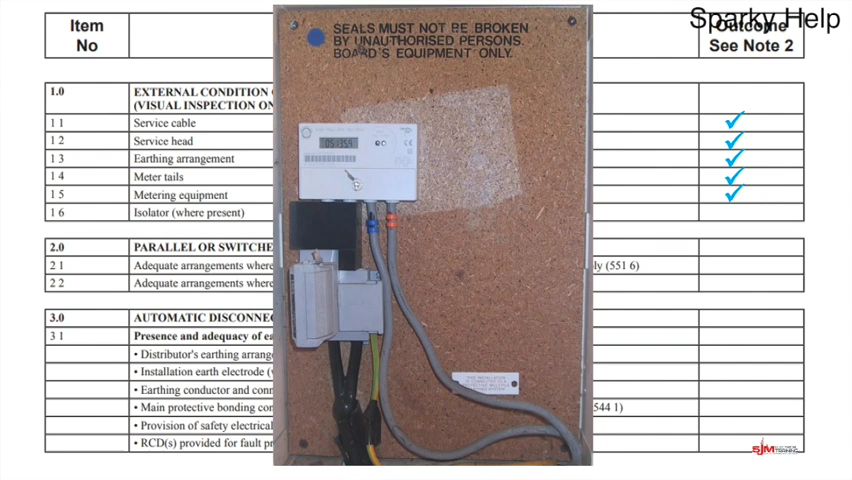 Sparky Help
Item
No
Outcome
See Note 2
1.0
EXTERNAL CONDITION
(VISUAL INSPECTION ON
1 1 Service cable
1 2 Service head
1 3 Earthing arrangement
1 4 Meter tails
1 5 Metering equipment
1 6 Isolator (where present)
2.0 PARALLEL OR SWITCHE
2 1 Adequate arrangements where ly (551 6)
2 2 Adequate arrangements where
3.0 AUTOMATIC DISCONNEC
3 1 Presence and adequacy of ea
• Distributor's earthing arrange
• Installation earth electrode (
• Earthing conductor and conn
• Main protective bonding con 544 1)
• Provision of safety electrical
• RCD(s) provided for fault pr
SEALS MUST NOT BE BROKEN
BY UNAUTHORISED PERSONS.
BOARD'S EQUIPMENT ONLY.
SJM
TRAINING